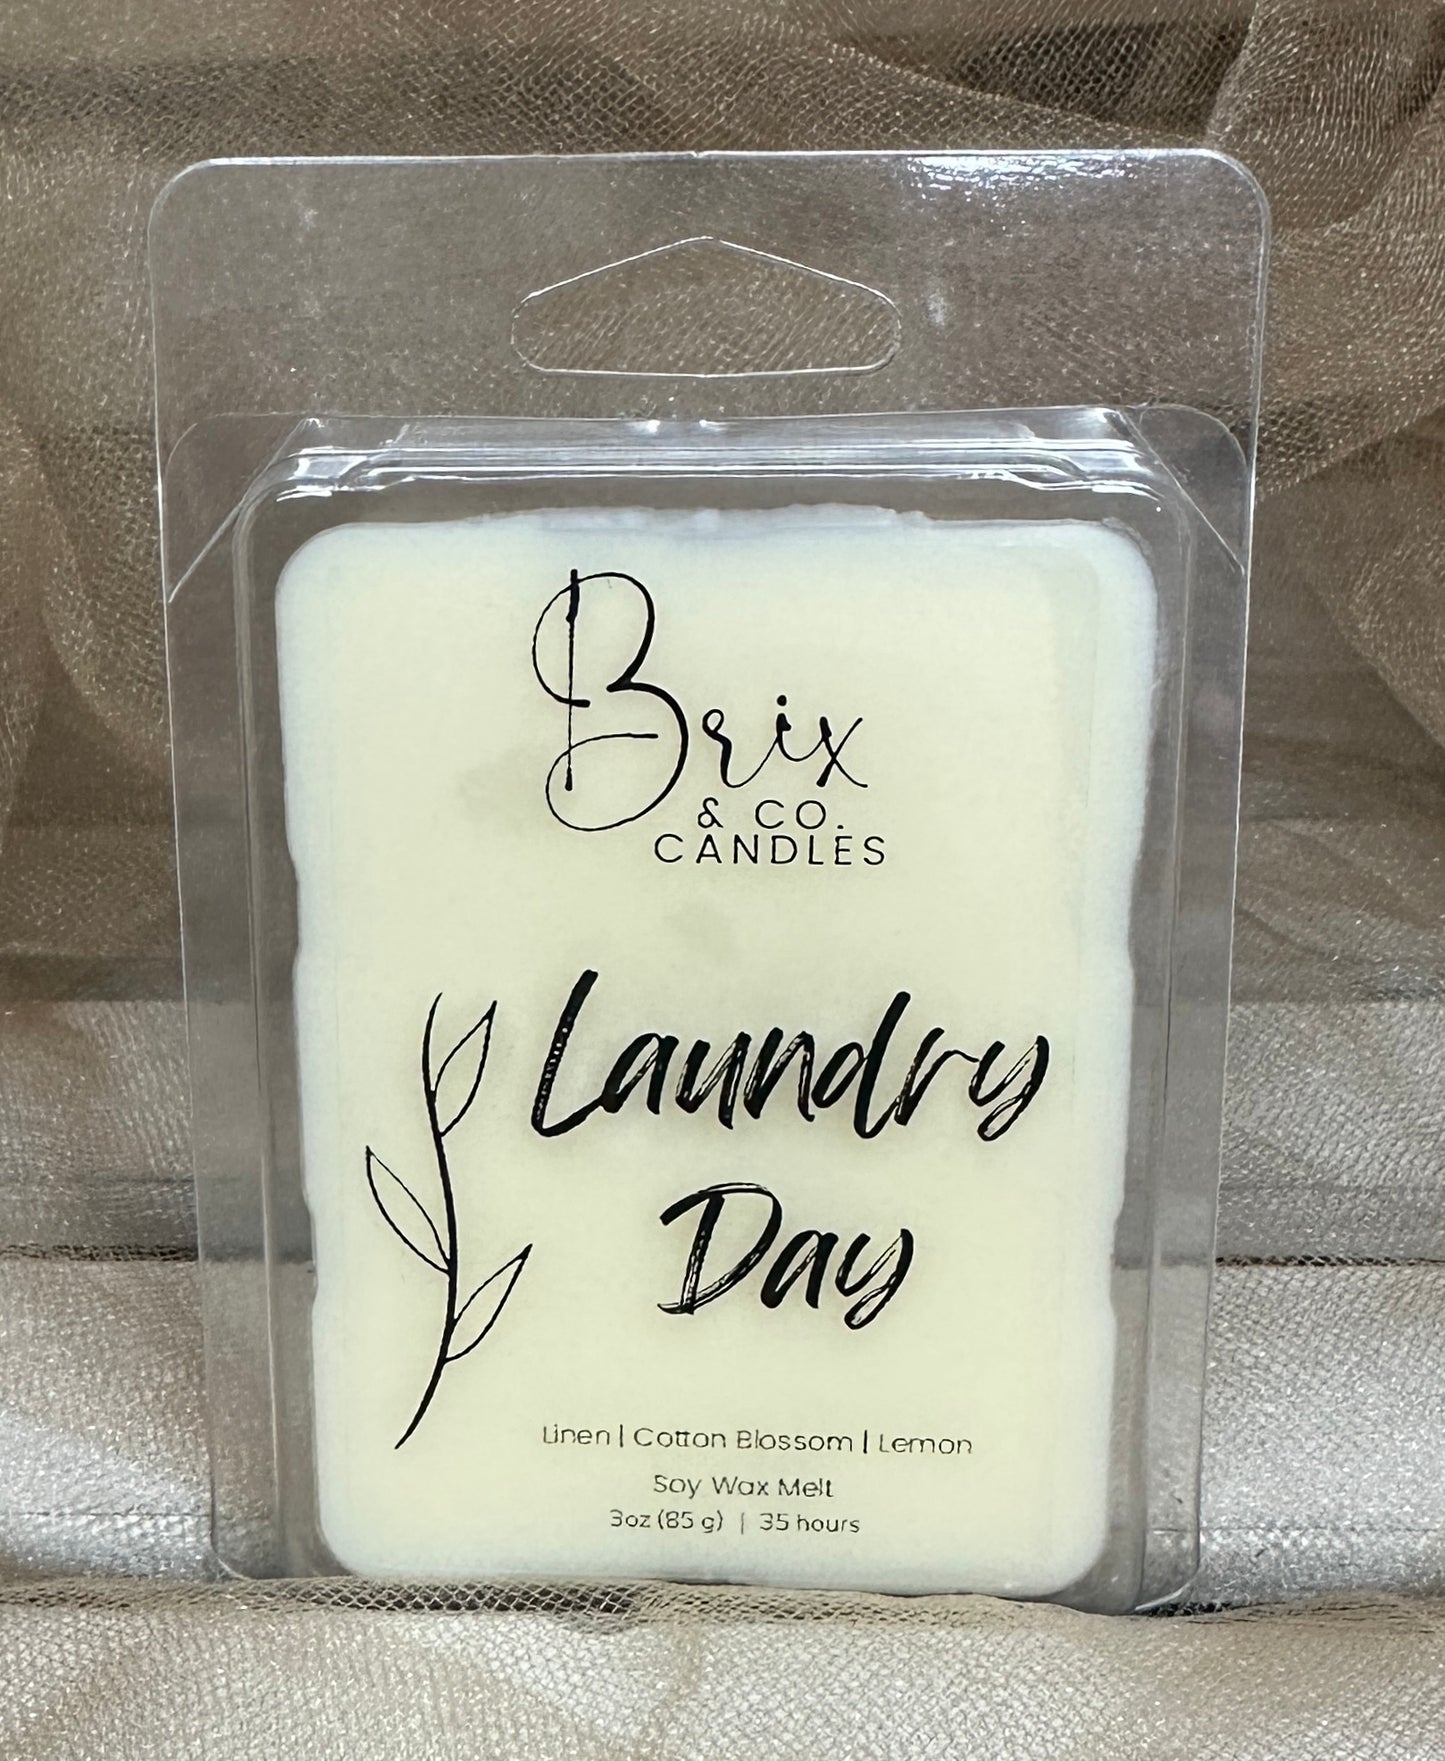 Brix
& CO.
CANDLES
Laundry
Day
Linen | Cotton Blossom | Lemon
Soy Wax Melt
3oz (85 g) | 35 hours